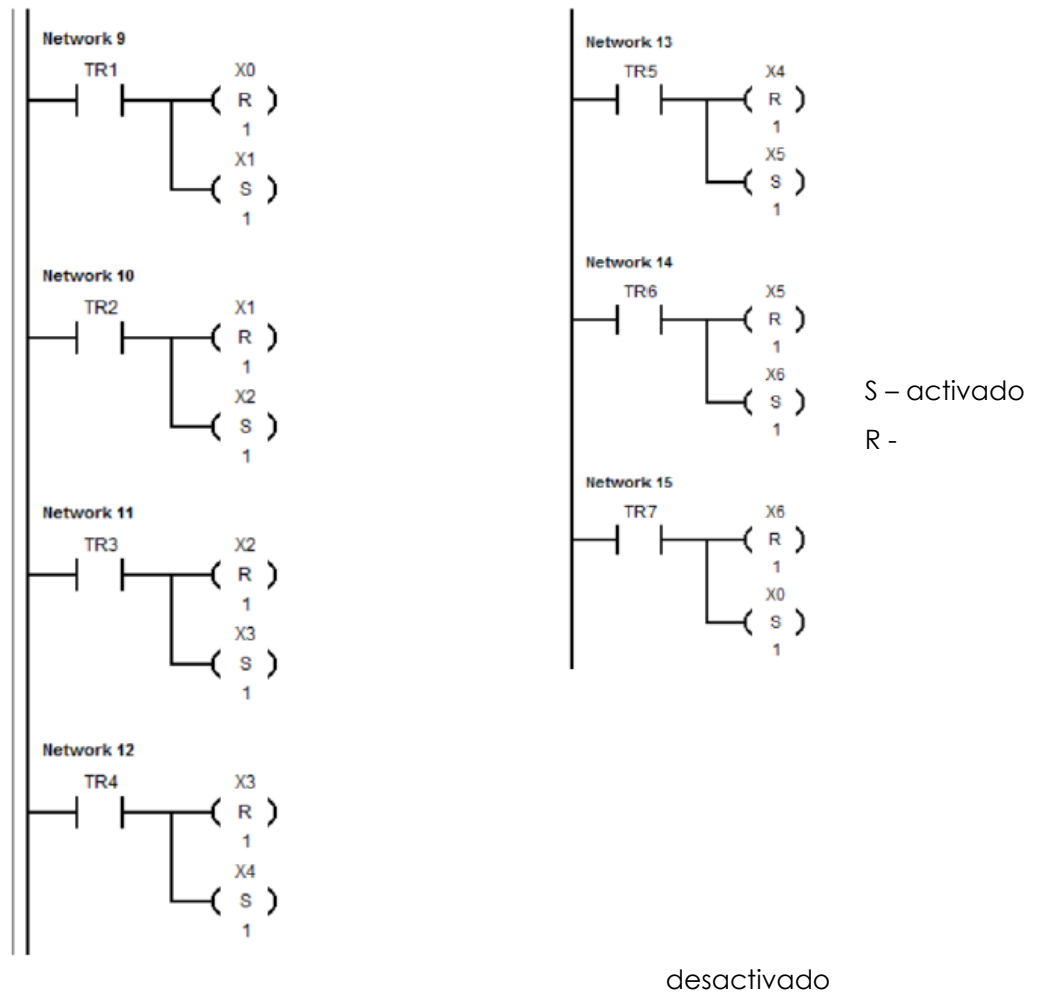 Network 9
TR1
X0
R
1
X1
S
1
Network 10
TR2
X1
R
1
X2
S
1
Network 11
TR3
X2
R
1
X3
S
1
Network 12
TR4
X3
R
1
X4
S
1
Network 13
TR5
X4
R
1
X5
S
1
Network 14
TR6
X5
R
1
X6
S
1
Network 15
TR7
X6
R
1
X0
S
1
S – activado
R -
desactivado